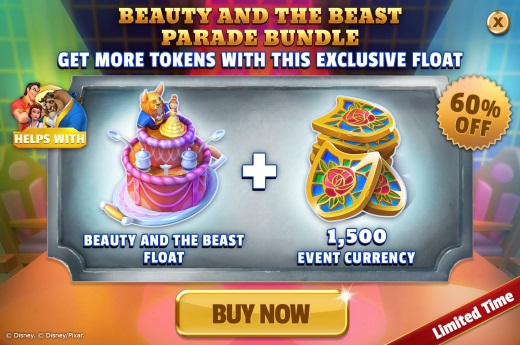 BEAUTY AND THE BEAST
PARADE BUNDLE
GET MORE TOKENS WITH THIS EXCLUSIVE FLOAT
X
60%
OFF
HELPS WITH
+
BEAUTY AND THE BEAST
FLOAT
1,500
EVENT CURRENCY
BUY NOW
Limited Time
© Disney. © Disney/Pixar.